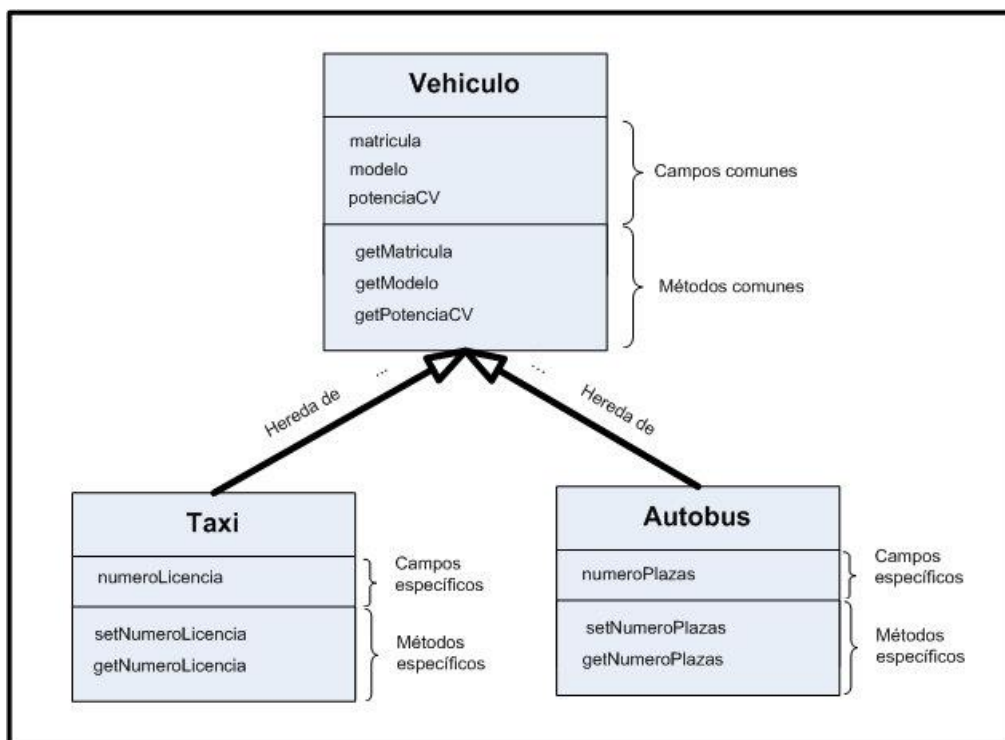 Vehiculo
matricula
modelo
potenciaCV
Campos comunes
getMatricula
getModelo
getPotenciaCV
Métodos comunes
...
...
Hereda de
Hereda de
Taxi
numeroLicencia
Campos
específicos
setNumeroLicencia
getNumeroLicencia
Métodos
específicos
Autobus
numeroPlazas
Campos
específicos
setNumeroPlazas
getNumeroPlazas
Métodos
específicos